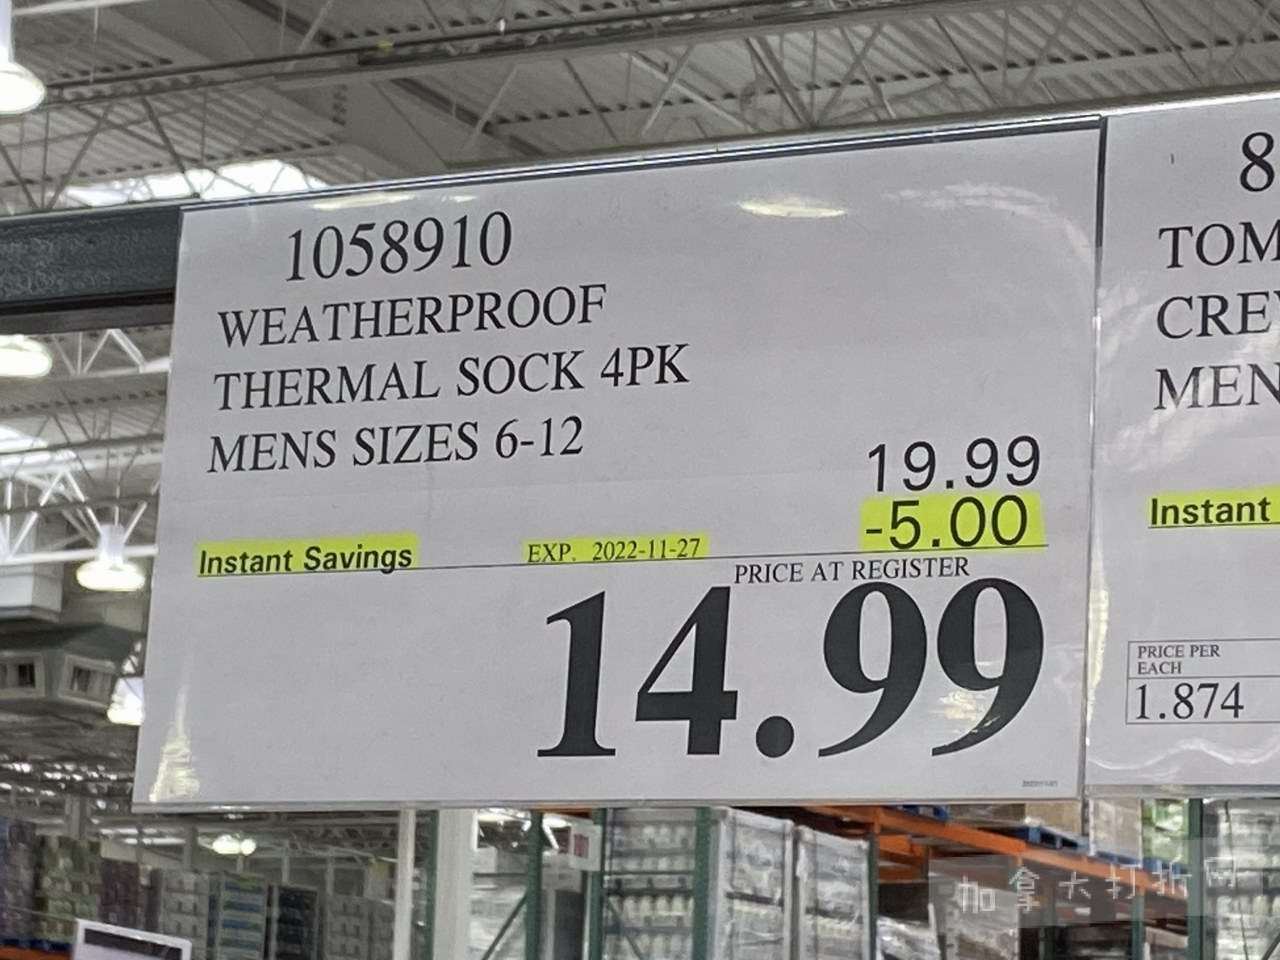 1058910
WEATHERPROOF
THERMAL SOCK 4PK
MENS SIZES 6-12
19.99
-5.00
Instant Savings
EXP. 2022-11-27
PRICE AT REGISTER
14.99
8
TOM
CRE
MEN
Instant
PRICE PER
EACH
1.874
加拿大打折网